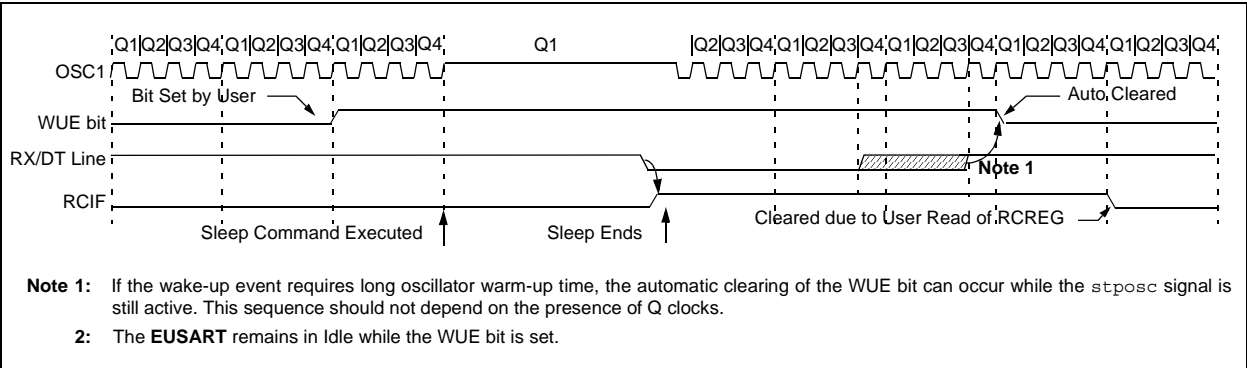 Q1 Q2 Q3 Q4 Q1 Q2 Q3 Q4 Q1 Q2 Q3 Q4 Q1 Q2 Q3 Q4 Q1 Q2 Q3 Q4 Q1 Q2 Q3 Q4 Q1 Q2 Q3 Q4 Q1 Q2 Q3 Q4
OSC1
Bit Set by User
Auto Cleared
WUE bit
RX/DT Line
Note 1
RCIF
Cleared due to User Read of RCREG
Sleep Command Executed
Sleep Ends
Note 1: If the wake-up event requires long oscillator warm-up time, the automatic clearing of the WUE bit can occur while the stposc signal is
still active. This sequence should not depend on the presence of Q clocks.
2: The EUSART remains in Idle while the WUE bit is set.